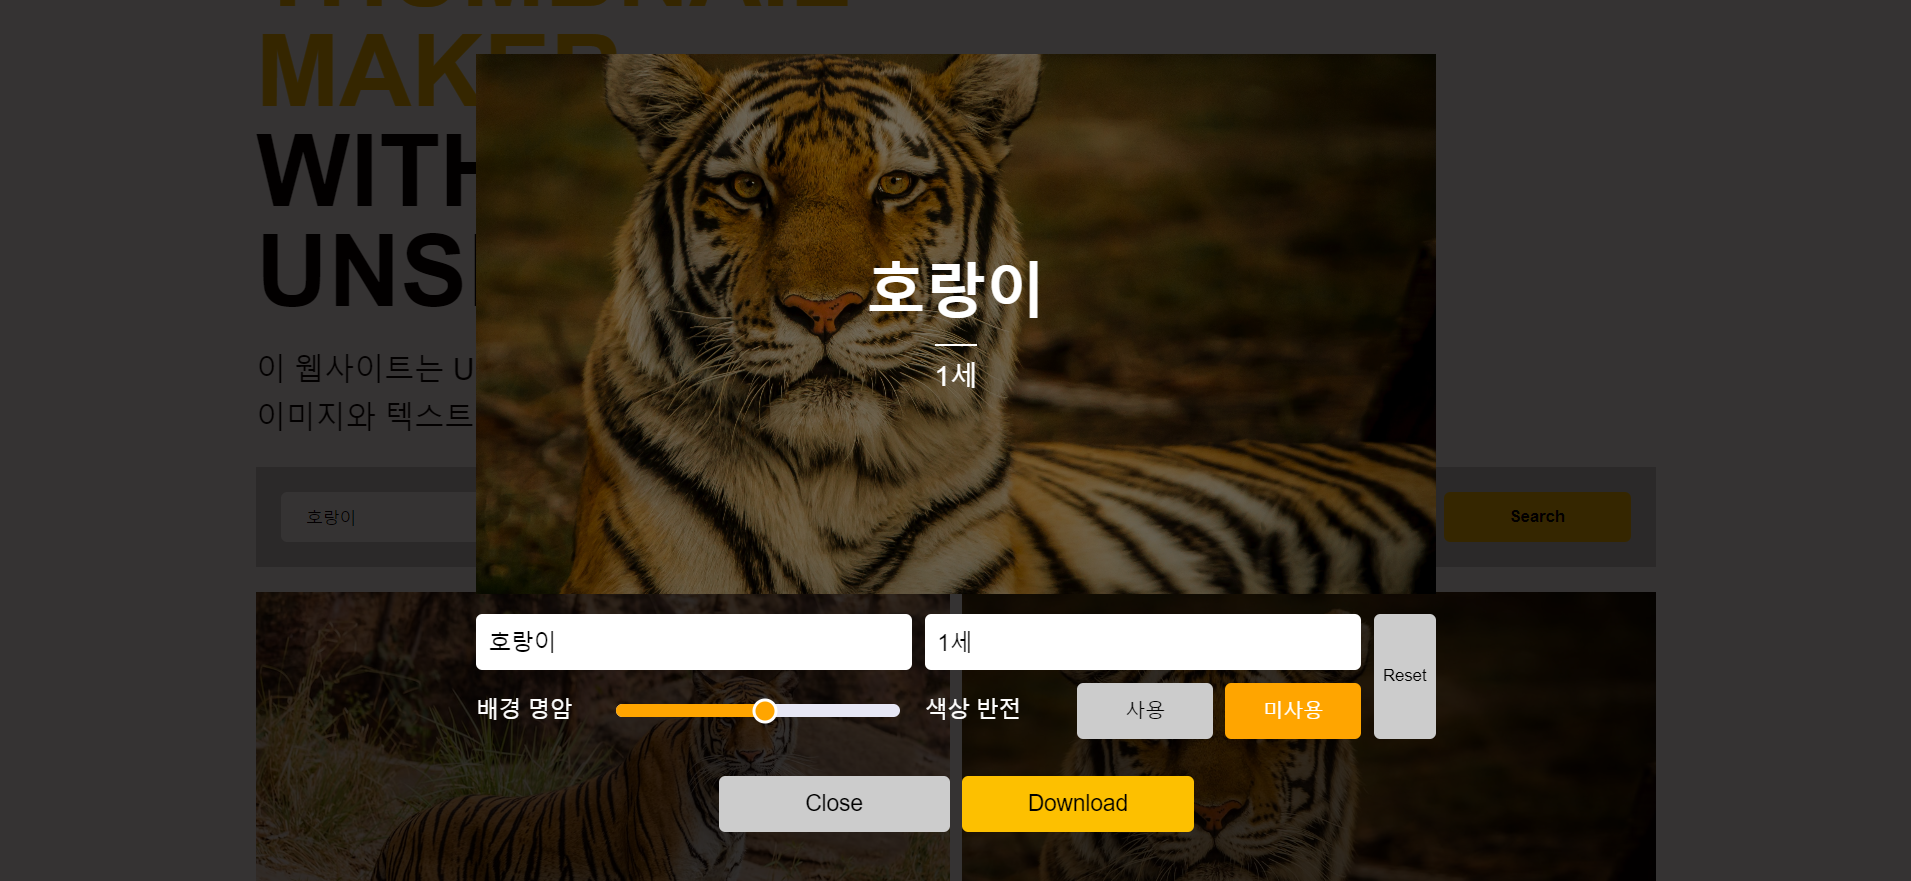 THUMBNAIL
MAKER
WITH
UNS
이 웹사이트는 U
이미지와 텍스트
호랑이
Search
호랑이
1세
호랑이
1세
Reset
배경 명암
색상 반전
사용
미사용
Close
Download